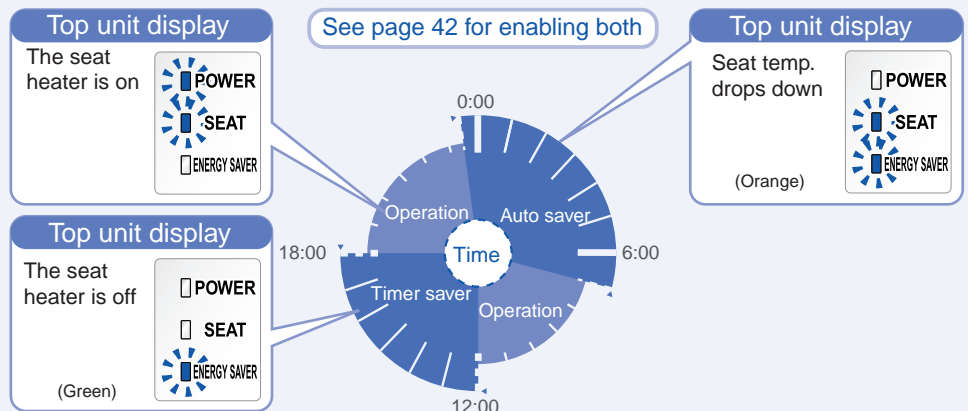 Top unit display
The seat
heater is on
POWER
SEAT
ENERGY SAVER
See page 42 for enabling both
Top unit display
Seat temp.
drops down
(Orange)
POWER
SEAT
ENERGY SAVER
0:00
Operation
Auto saver
18:00
Time
6:00
Timer saver
Operation
12:00
Top unit display
The seat
heater is off
(Green)
POWER
SEAT
ENERGY SAVER